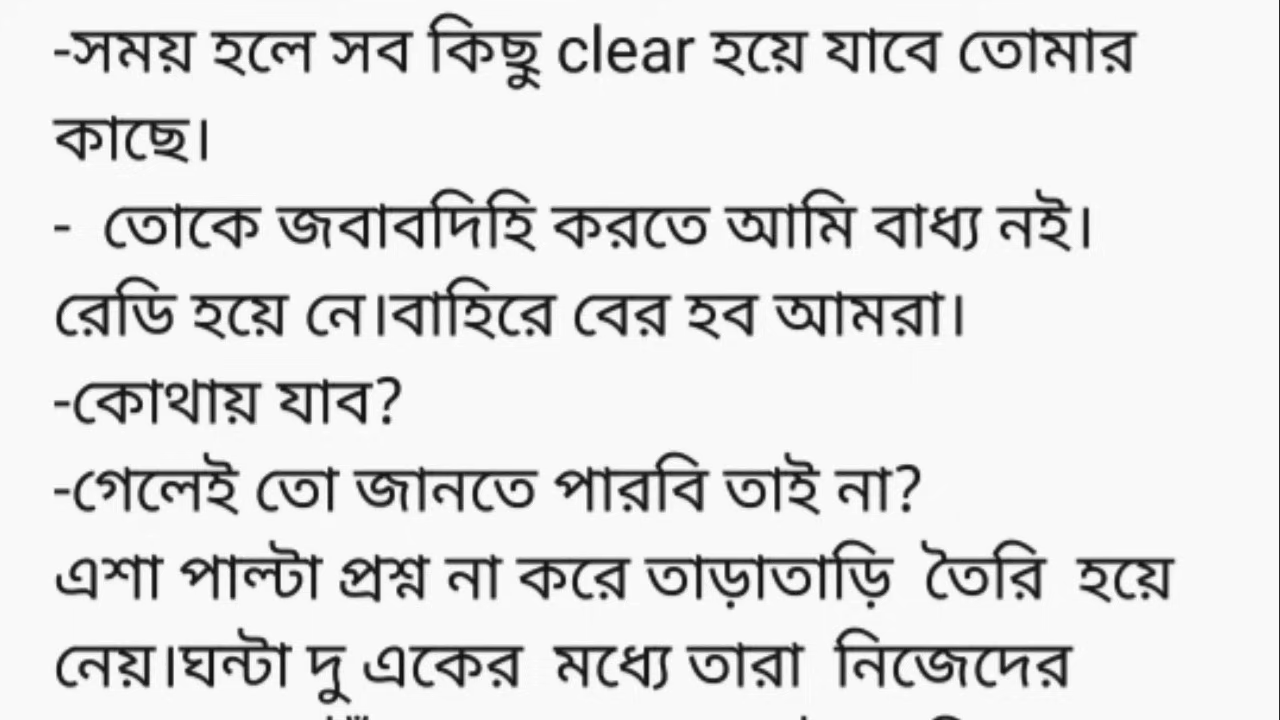 -সময় হলে সব কিছু clear হয়ে যাবে তোমার
কাছে।
- তোকে জবাবদিহি করতে আমি বাধ্য নই।
রেডি হয়ে নে।বাহিরে বের হব আমরা।
-কোথায় যাব?
-গেলেই তো জানতে পারবি তাই না?
এশা পাল্টা প্রশ্ন না করে তাড়াতাড়ি তৈরি হয়ে
নেয়।ঘন্টা দু একের মধ্যে তারা নিজেদের